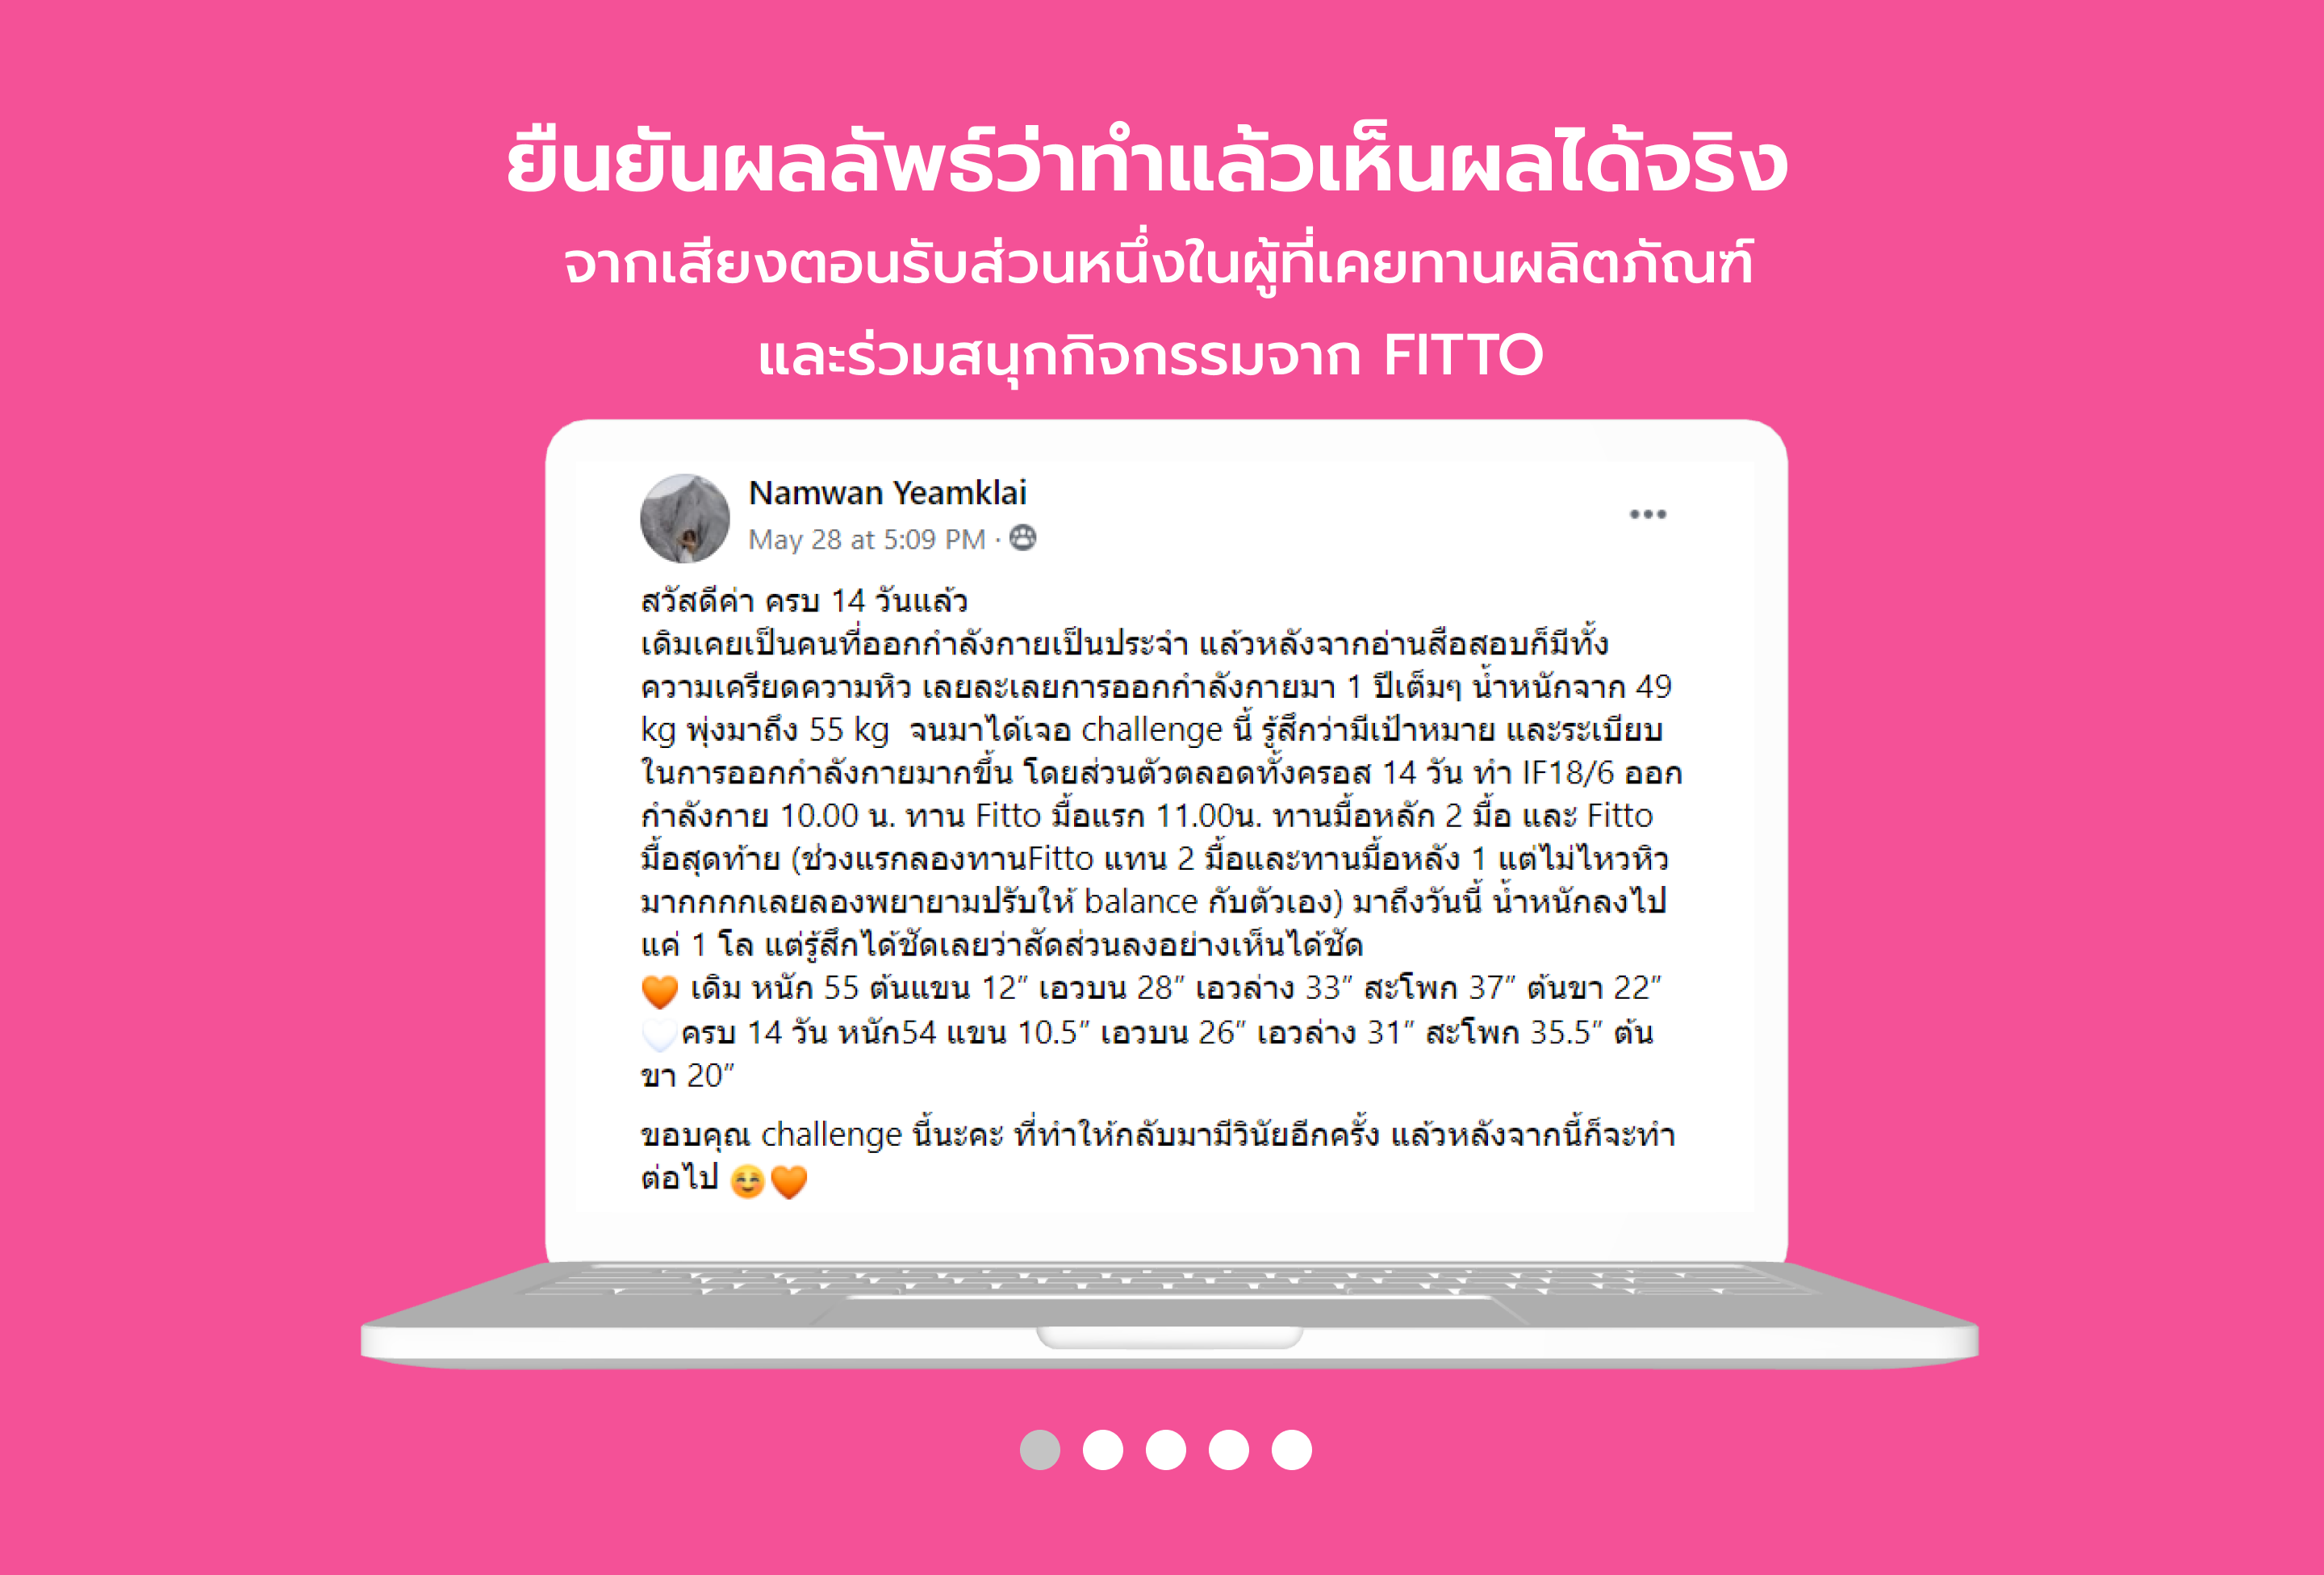 ยืนยันผลลัพธ์ว่าทำแล้วเห็นผลได้จริง
จากเสียงตอนรับส่วนหนึ่งในผู้ที่เคยทานผลิตภัณฑ์
และร่วมสนุกกิจกรรมจาก FITTO
Namwan Yeamklai
May 28 at 5:09 PM ·
สวัสดีค่า ครบ 14 วันแล้ว
เดิมเคยเป็นคนที่ออกกำลังกายเป็นประจำ แล้วหลังจากอ่านสือสอบก็มีทั้ง
ความเครียดความหิว เลยละเลยการออกกำลังกายมา 1 ปีเต็มๆ น้ำหนักจาก 49
kg พุ่งมาถึง 55 kg จนมาได้เจอ challenge นี้ รู้สึกว่ามีเป้าหมาย และระเบียบ
ในการออกกำลังกายมากขึ้น โดยส่วนตัวตลอดทั้งครอส 14 วัน ทำ IF18/6 ออก
กำลังกาย 10.00 น. ทาน Fitto มื้อแรก 11.00น. ทานมื้อหลัก 2 มื้อ และ Fitto
มื้อสุดท้าย (ช่วงแรกลองทานFitto แทน 2 มื้อและทานมื้อหลัง 1 แต่ไม่ไหวหิว
มากกกกเลยลองพยายามปรับให้ balance กับตัวเอง) มาถึงวันนี้ น้ำหนักลงไป
แค่ 1 โล แต่รู้สึกได้ชัดเลยว่าสัดส่วนลงอย่างเห็นได้ชัด
🧡 เดิม หนัก 55 ต้นแขน 12” เอวบน 28” เอวล่าง 33” สะโพก 37” ต้นขา 22”
🤍ครบ 14 วัน หนัก54 แขน 10.5” เอวบน 26” เอวล่าง 31” สะโพก 35.5” ต้น
ขา 20”
ขอบคุณ challenge นี้นะคะ ที่ทำให้กลับมามีวินัยอีกครั้ง แล้วหลังจากนี้ก็จะทำ
ต่อไป ☺️🧡